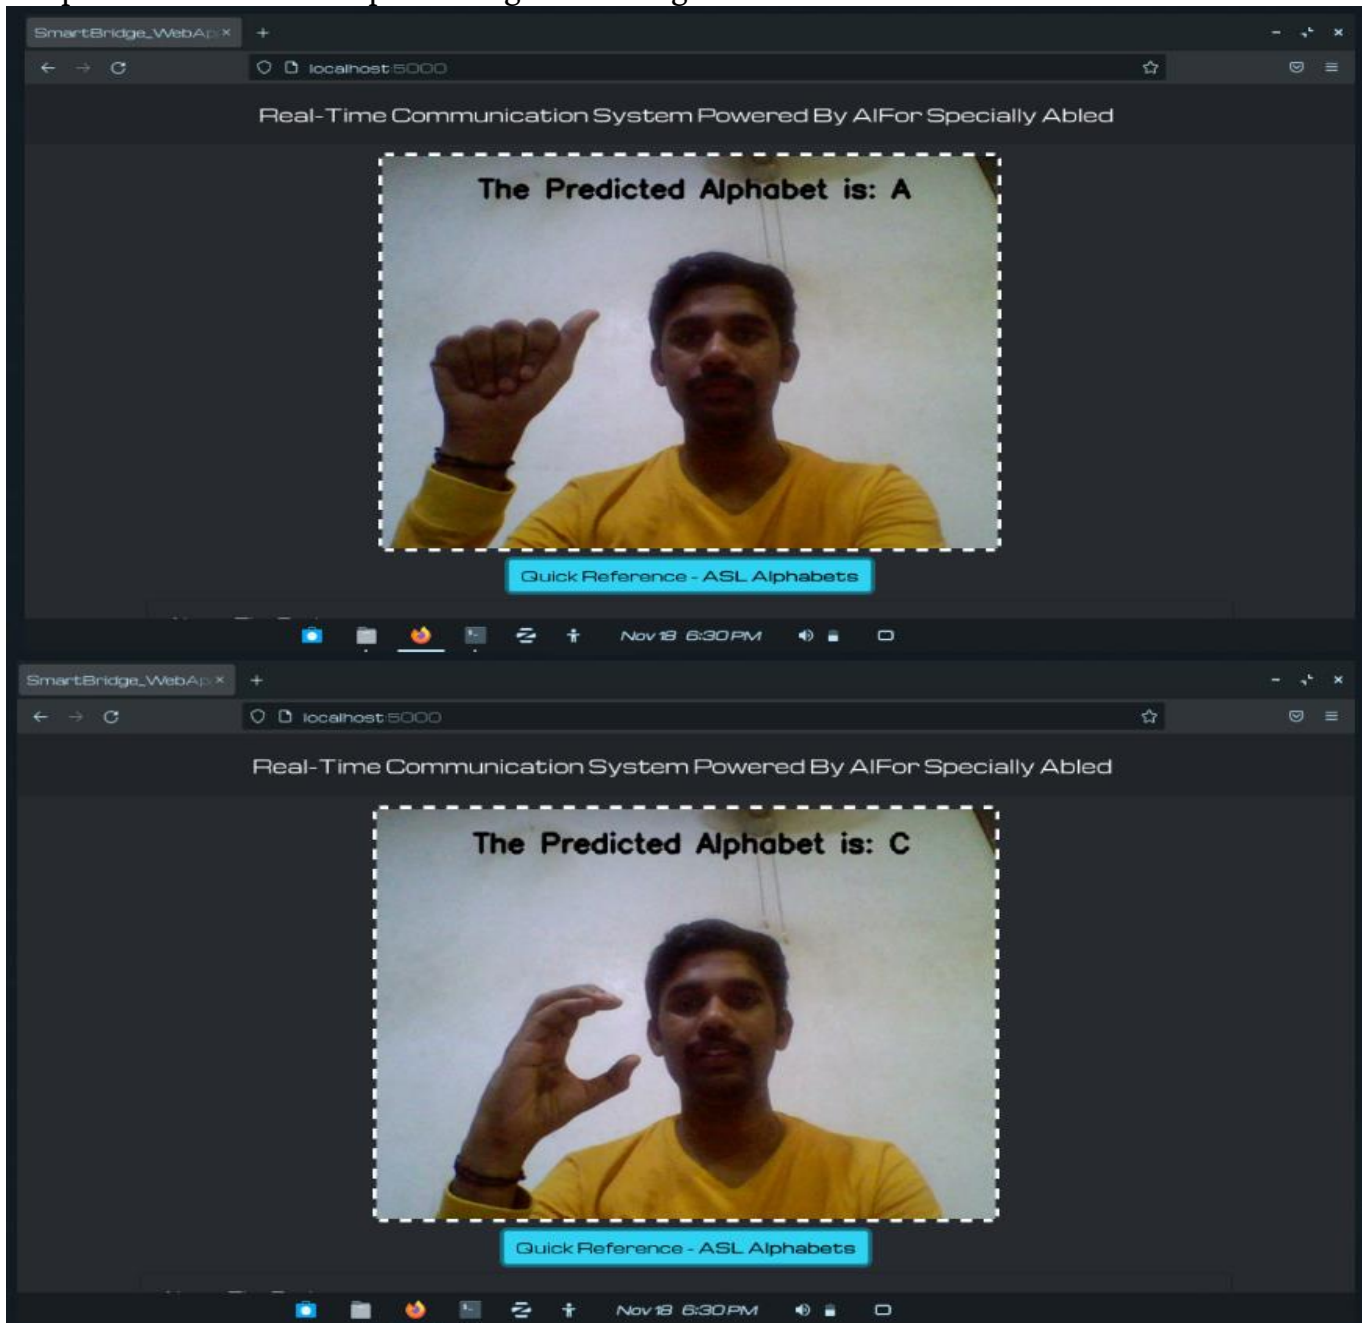 SmartBridge_WebAp
localhost:5000
Real-Time Communication System Powered By AIFor Specially Abled
The Predicted Alphabet is: A
Quick Reference - ASL Alphabets
Nov 18 6:30 PM
SmartBridge_WebAp
localhost:5000
Real-Time Communication System Powered By AIFor Specially Abled
The Predicted Alphabet is: C
Quick Reference - ASL Alphabets
Nov 18 6:30 PM